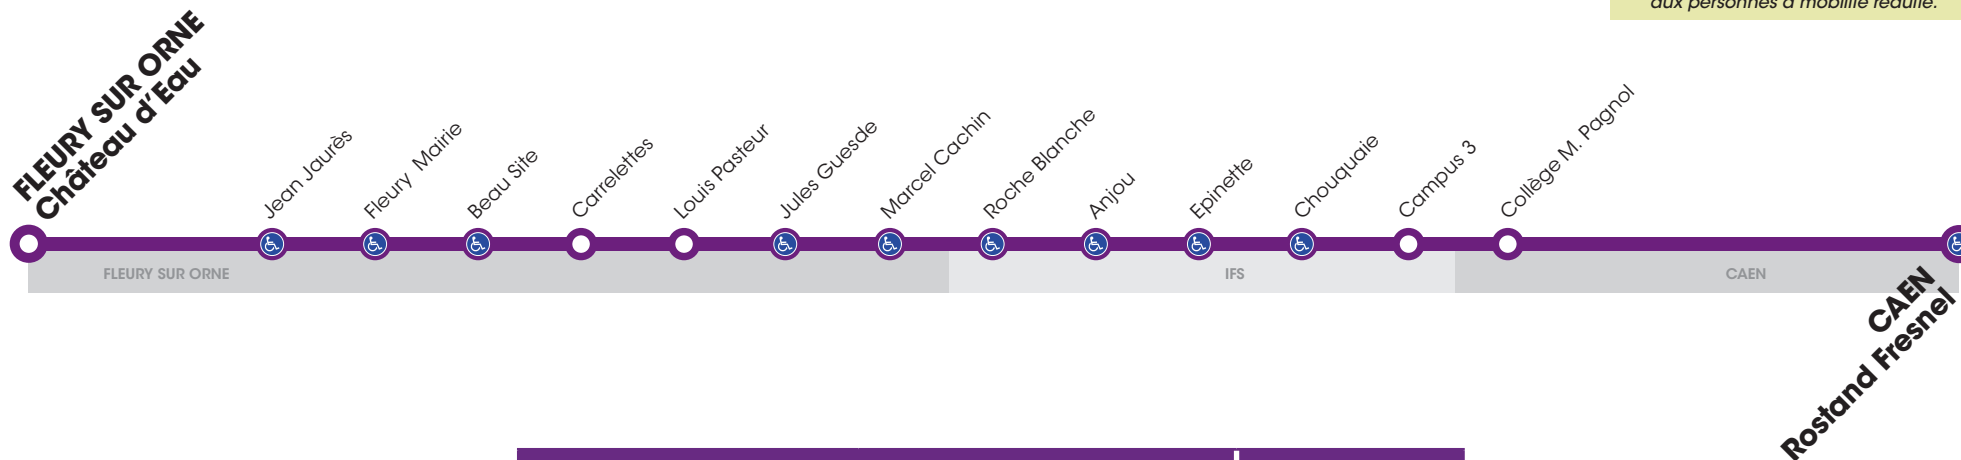 aux personnes à mobilité réduite.
FLEURY SUR ORNE
Château d'Eau
Jean Jaurès
Fleury Mairie
Beau Site
Carrelettes
Louis Pasteur
Jules Guesde
Marcel Cachin
Roche Blanche
Anjou
Epinette
Chouquaie
Campus 3
Collège M. Pagnol
FLEURY SUR ORNE
IFS
CAEN
CAEN
Rostand Fresnel